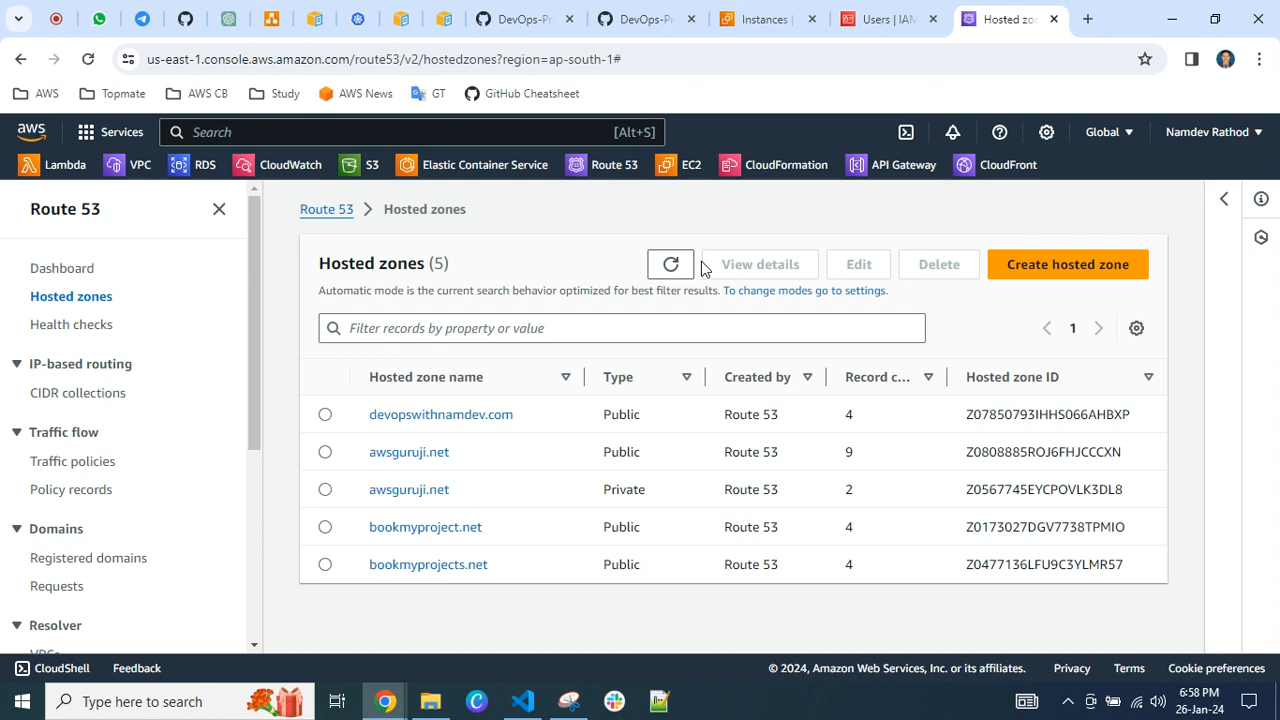 DevOps-Pr
DevOps-Pr
Instances |
Users | IAM
Hosted zo
us-east-1.console.aws.amazon.com/route53/v2/hostedzones?region=ap-south-1#
AWS Topmate AWS CB Study AWS News GT GitHub Cheatsheet
aws Services Search [Alt+S] Global Namdev Rathod
Lambda VPC RDS CloudWatch S3 Elastic Container Service Route 53 EC2 CloudFormation API Gateway CloudFront
Route 53
Dashboard
Hosted zones
Health checks
IP-based routing
CIDR collections
Traffic flow
Traffic policies
Policy records
Domains
Registered domains
Requests
Resolver
Route 53 > Hosted zones
Hosted zones (5) View details Edit Delete Create hosted zone
Automatic mode is the current search behavior optimized for best filter results. To change modes go to settings.
Filter records by property or value 1
Hosted zone name Type Created by Record c... Hosted zone ID
devopswithnamdev.com Public Route 53 4 Z07850793IHHS066AHBXP
awsguruji.net Public Route 53 9 Z0808885ROJ6FHJCCCXN
awsguruji.net Private Route 53 2 Z0567745EYCPOVLK3DL8
bookmyproject.net Public Route 53 4 Z0173027DGV7738TPMIO
bookmyprojects.net Public Route 53 4 Z0477136LFU9C3YLMR57
CloudShell Feedback © 2024, Amazon Web Services, Inc. or its affiliates. Privacy Terms Cookie preferences
Type here to search
6:58 PM
26-Jan-24